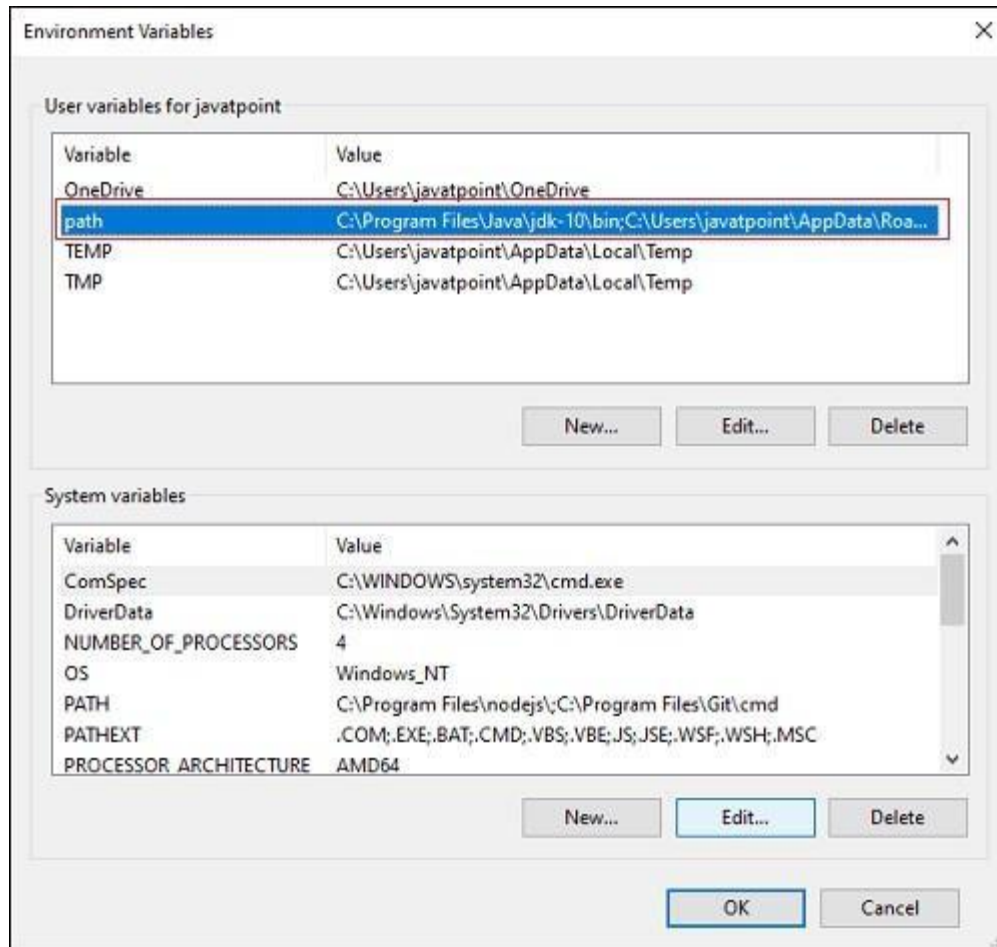 Environment Variables
User variables for javatpoint
Variable Value
OneDrive C:\Users\javatpoint\OneDrive
path C:\Program Files\Java\jdk-10\bin;C:\Users\javatpoint\AppData\Roa...
TEMP C:\Users\javatpoint\AppData\Local\Temp
TMP C:\Users\javatpoint\AppData\Local\Temp
New... Edit... Delete
System variables
Variable Value
ComSpec C:\WINDOWS\system32\cmd.exe
DriverData C:\Windows\System32\Drivers\DriverData
NUMBER_OF_PROCESSORS 4
OS Windows_NT
PATH C:\Program Files\nodejs\;C:\Program Files\Git\cmd
PATHEXT .COM;.EXE;.BAT;.CMD;.VBS;.VBE;.JS;.JSE;.WSF;.WSH;.MSC
PROCESSOR_ARCHITECTURE AMD64
New... Edit... Delete
OK Cancel